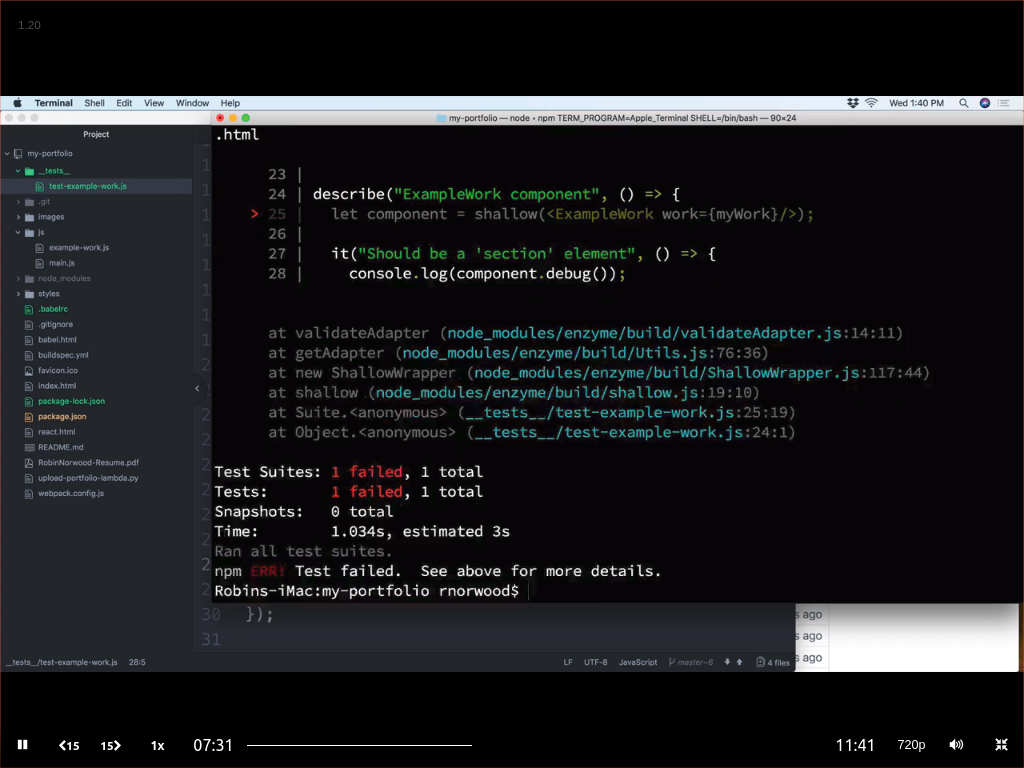 1.20
Terminal Shell Edit View Window Help Wed 1:40 PM
my-portfolio — node • npm TERM_PROGRAM=Apple_Terminal SHELL=/bin/bash — 90×24
Project
my-portfolio
__tests__
test-example-work.js
.git
images
js
example-work.js
main.js
node_modules
styles
.babelrc
.gitignore
babel.html
buildspec.yml
favicon.ico
index.html
package-lock.json
package.json
react.html
README.md
RobinNorwood-Resume.pdf
upload-portfolio-lambda.py
webpack.config.js
.html
23 |
24 | describe("ExampleWork component", () => {
> 25 | let component = shallow(<ExampleWork work={myWork}/>);
26 |
27 | it("Should be a 'section' element", () => {
28 | console.log(component.debug());
at validateAdapter (node_modules/enzyme/build/validateAdapter.js:14:11)
at getAdapter (node_modules/enzyme/build/Utils.js:76:36)
at new ShallowWrapper (node_modules/enzyme/build/ShallowWrapper.js:117:44)
at shallow (node_modules/enzyme/build/shallow.js:19:10)
at Suite.<anonymous> (__tests__/test-example-work.js:25:19)
at Object.<anonymous> (__tests__/test-example-work.js:24:1)
Test Suites: 1 failed, 1 total
Tests: 1 failed, 1 total
Snapshots: 0 total
Time: 1.034s, estimated 3s
Ran all test suites.
npm ERR! Test failed. See above for more details.
Robins-iMac:my-portfolio rnorwood$
30 });
31
s ago
s ago
s ago
__tests__/test-example-work.js 28:5 LF UTF-8 JavaScript master-6 4 files
15 15 1x 07:31 11:41 720p